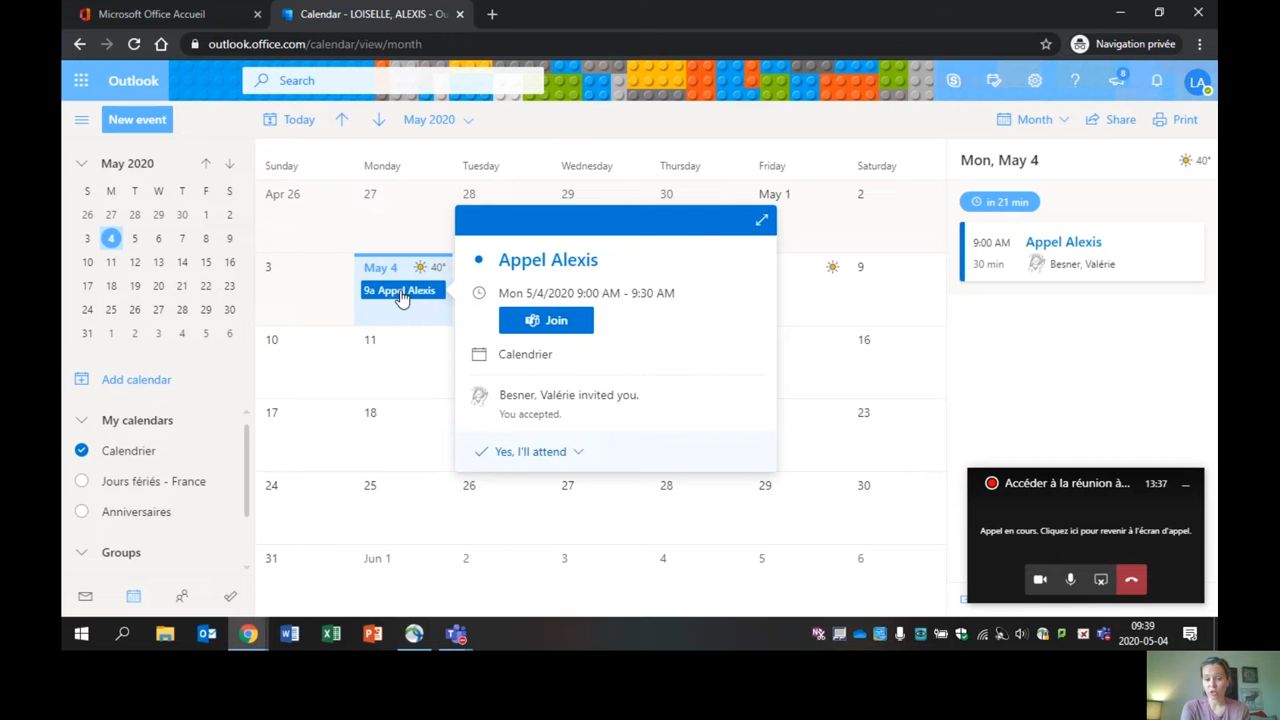 Microsoft Office Accueil
Calendar - LOISELLE, ALEXIS - Ou
outlook.office.com/calendar/view/month
Navigation privée
Outlook
Search
8
LA
New event
Today
May 2020
Month
Share
Print
May 2020
S M T W T F S
26 27 28 29 30 1 2
3 4 5 6 7 8 9
10 11 12 13 14 15 16
17 18 19 20 21 22 23
24 25 26 27 28 29 30
31 1 2 3 4 5 6
Add calendar
My calendars
Calendrier
Jours fériés - France
Anniversaires
Groups
Sunday Monday Tuesday Wednesday Thursday Friday Saturday
Apr 26 27 28 29 30 May 1 2
3 May 4 40° 9
9a Appel Alexis
10 11 16
17 18 23
24 25 26 27 28 29 30
31 Jun 1 2 3 4 5 6
Appel Alexis
Mon 5/4/2020 9:00 AM - 9:30 AM
Join
Calendrier
Besner, Valérie invited you.
You accepted.
Yes, I'll attend
Mon, May 4 40°
in 21 min
9:00 AM Appel Alexis
30 min Besner, Valérie
Accéder à la réunion à... 13:37
Appel en cours. Cliquez ici pour revenir à l'écran d'appel.
09:39
2020-05-04